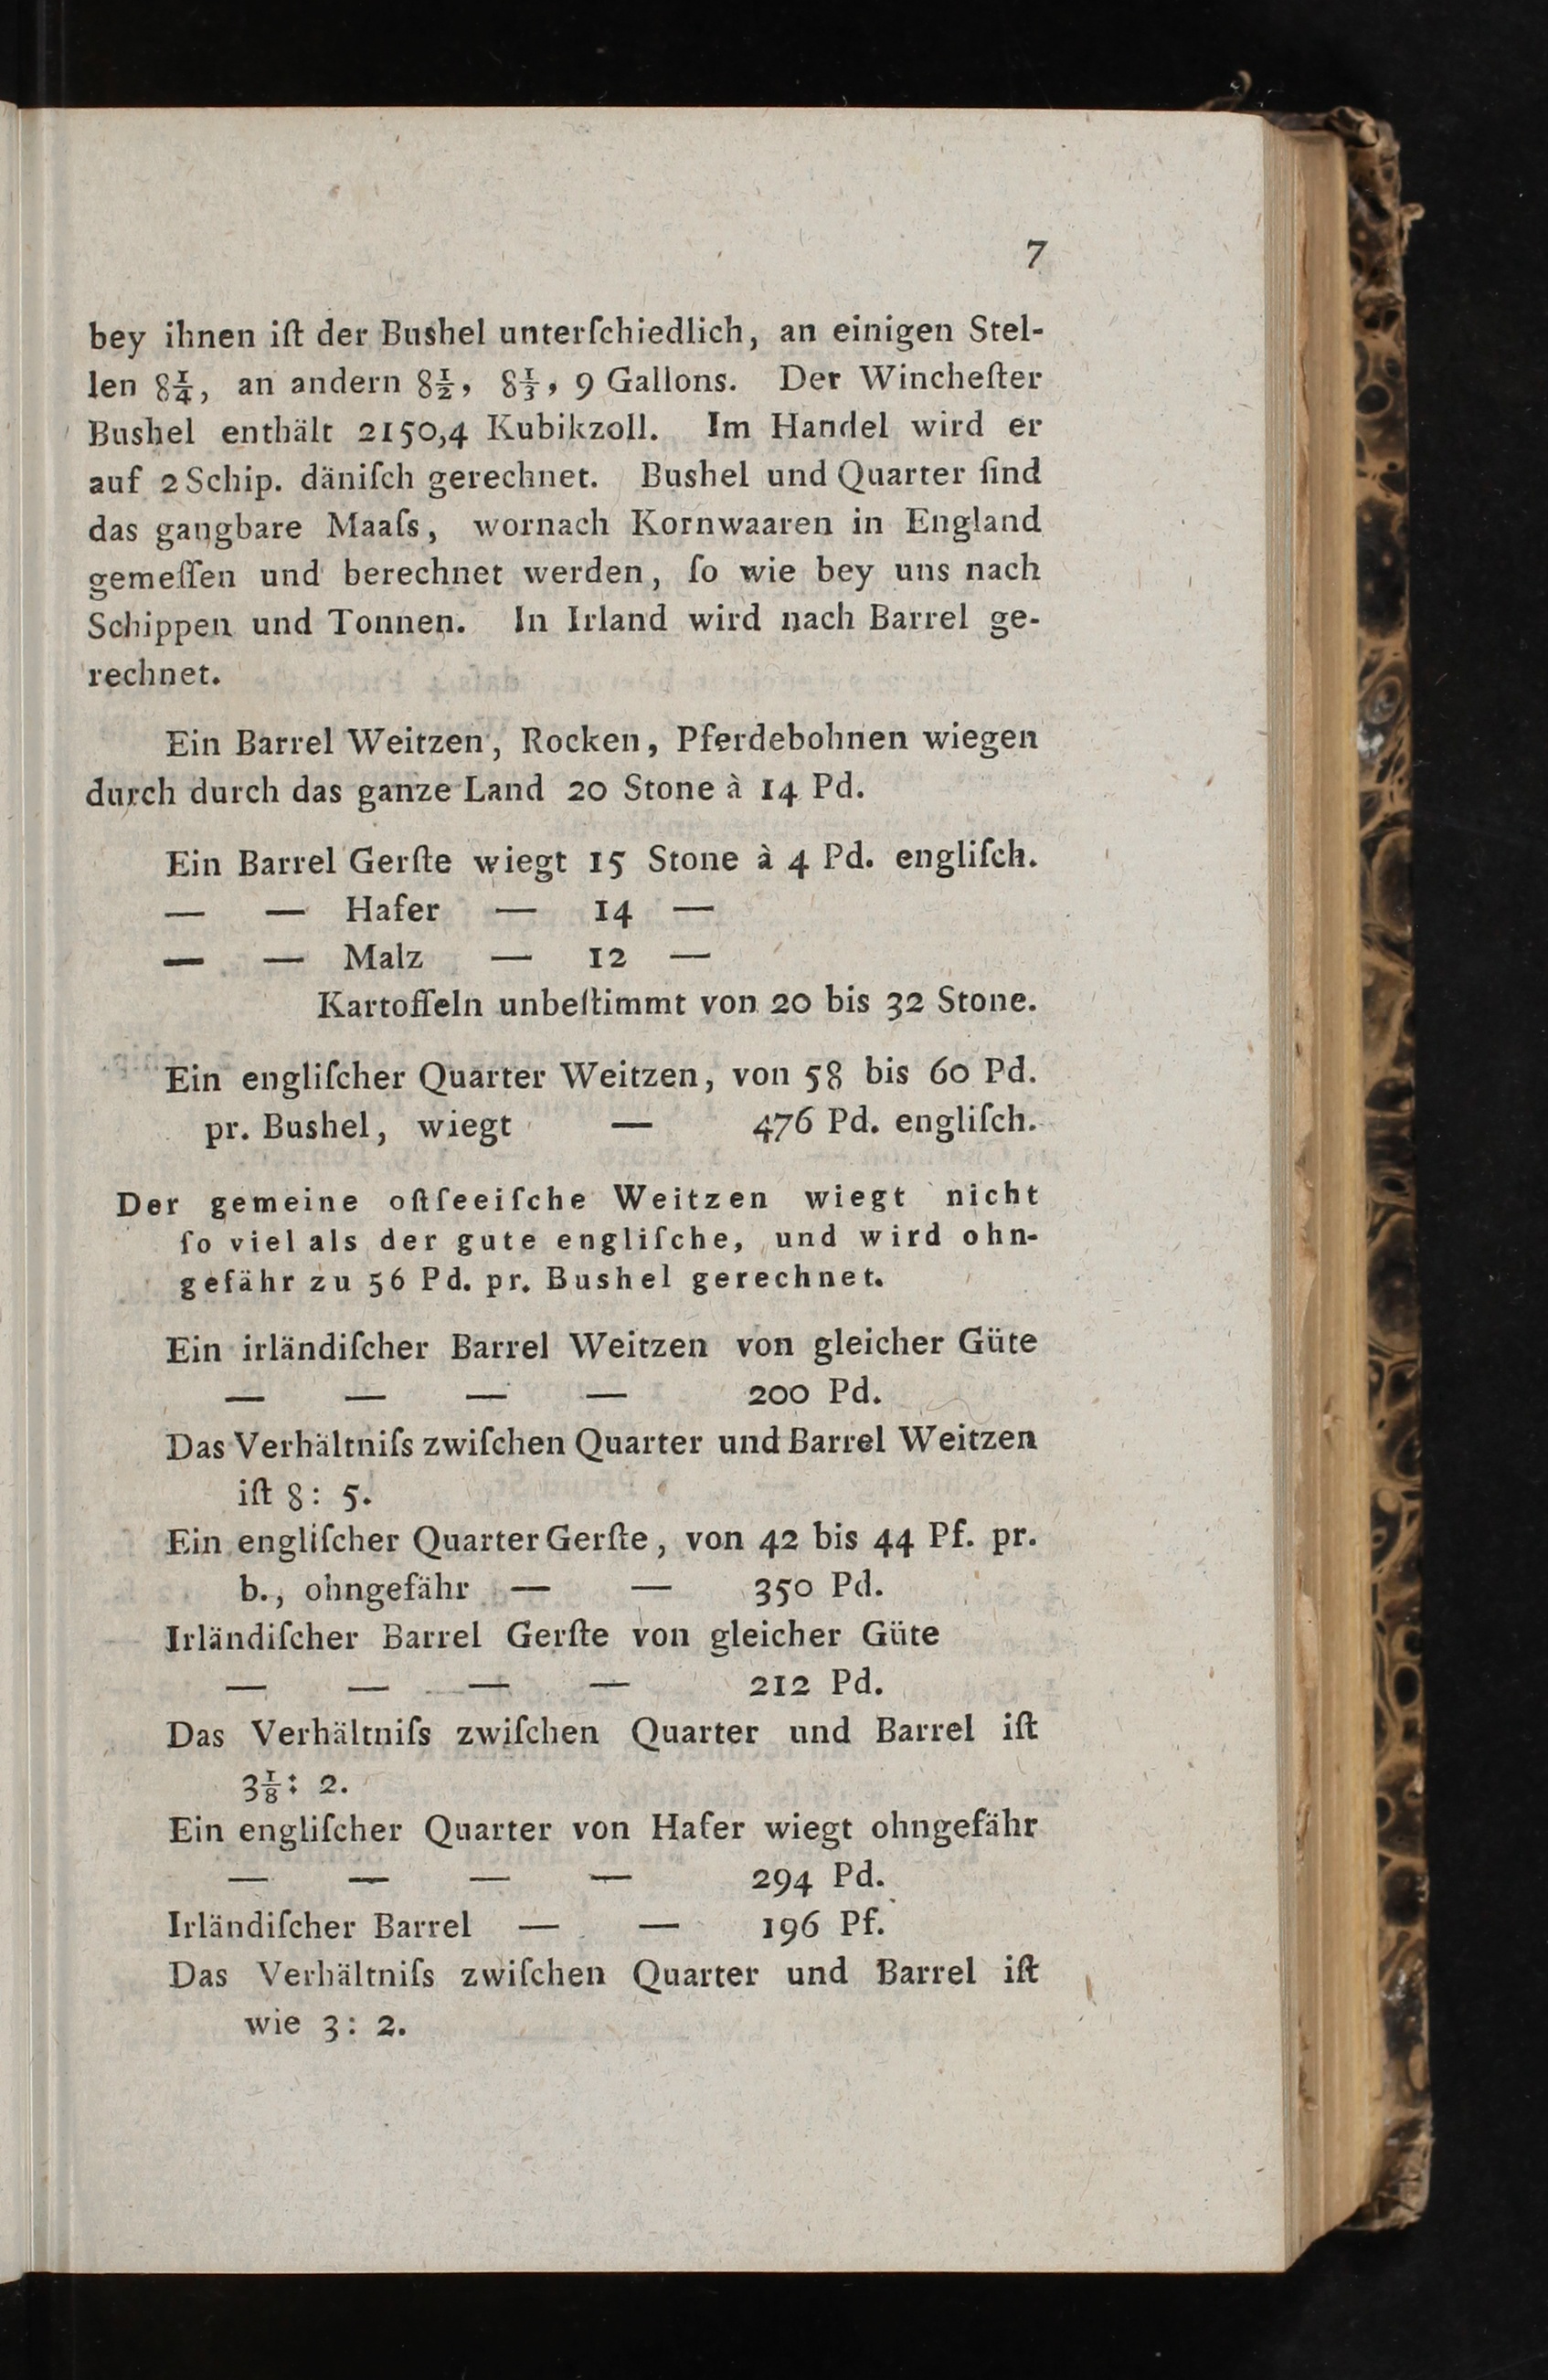 7
bey ihnen iſt der Bushel unterſchiedlich, an einigen Stel-
len 8¼, an andern 8½, 8⅓, 9 Gallons. Der Wincheſter
Bushel enthält 2150,4 Kubikzoll. Im Handel wird er
auf 2 Schip. däniſch gerechnet. Bushel und Quarter ſind
das gangbare Maaſs, wornach Kornwaaren in England
gemeſſen und berechnet werden, ſo wie bey uns nach
Schippen und Tonnen. In Irland wird nach Barrel ge-
rechnet.
Ein Barrel Weitzen, Rocken, Pferdebohnen wiegen
durch durch das ganze Land 20 Stone à 14 Pd.
Ein Barrel Gerſte wiegt 15 Stone à 4 Pd. engliſch.
— — Hafer — 14 —
— — Malz — 12 —
Kartoffeln unbeſtimmt von 20 bis 32 Stone.
Ein engliſcher Quarter Weitzen, von 58 bis 60 Pd.
pr. Bushel, wiegt — 476 Pd. engliſch.
Der gemeine oſtſeeiſche Weitzen wiegt nicht
ſo viel als der gute engliſche, und wird ohn-
gefähr zu 56 Pd. pr. Bushel gerechnet.
Ein irländiſcher Barrel Weitzen von gleicher Güte
— — — — 200 Pd.
Das Verhältniſs zwiſchen Quarter und Barrel Weitzen
iſt 8: 5.
Ein engliſcher Quarter Gerſte, von 42 bis 44 Pf. pr.
b., ohngefähr — — 350 Pd.
Irländiſcher Barrel Gerſte von gleicher Güte
— — — — 212 Pd.
Das Verhältniſs zwiſchen Quarter und Barrel iſt
3⅛: 2.
Ein engliſcher Quarter von Hafer wiegt ohngefähr
— — — — 294 Pd.
Irländiſcher Barrel — — 196 Pf.
Das Verhältniſs zwiſchen Quarter und Barrel iſt
wie 3: 2.